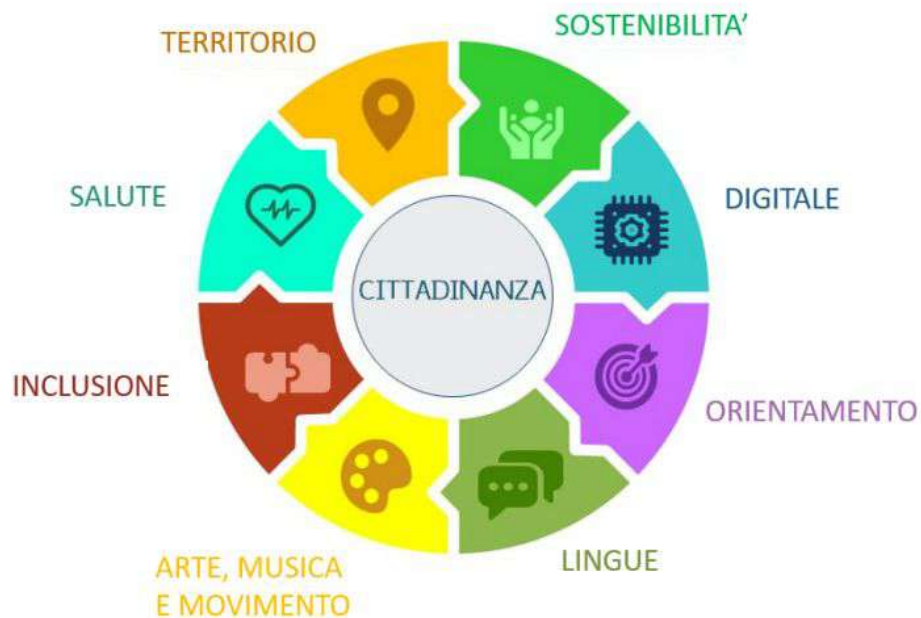 SOSTENIBILITA'
TERRITORIO
SALUTE
DIGITALE
CITTADINANZA
INCLUSIONE
ORIENTAMENTO
LINGUE
ARTE, MUSICA
E MOVIMENTO